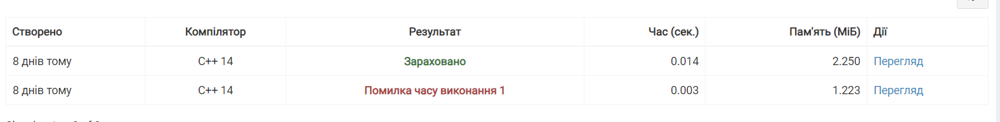 Створено Компілятор Результат Час (сек.) Пам'ять (МіБ) Дії
8 днів тому C++ 14 Зараховано 0.014 2.250 Перегляд
8 днів тому C++ 14 Помилка часу виконання 1 0.003 1.223 Перегляд